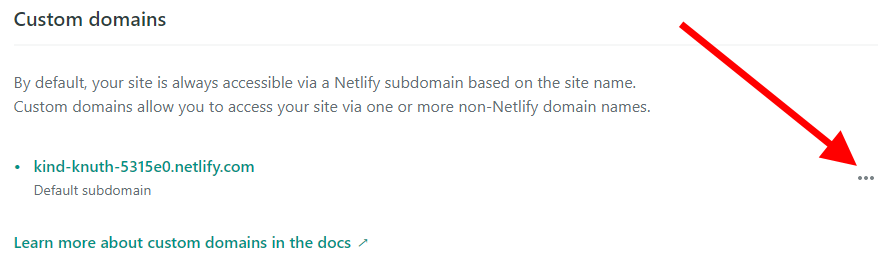 Custom domains
By default, your site is always accessible via a Netlify subdomain based on the site name.
Custom domains allow you to access your site via one or more non-Netlify domain names.
• kind-knuth-5315e0.netlify.com
Default subdomain
Learn more about custom domains in the docs ↗